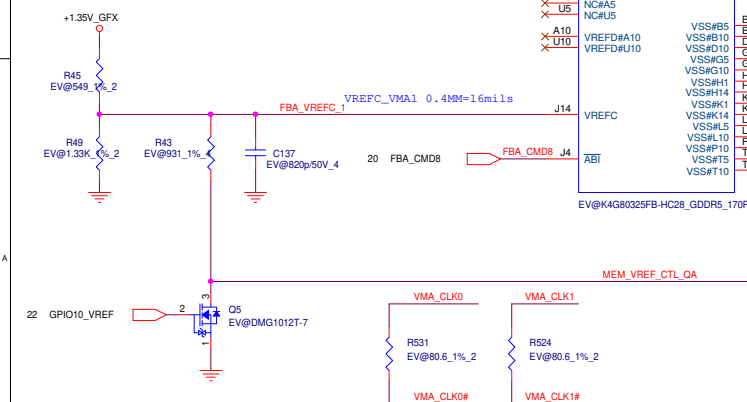 NC#A5
U5
NC#U5
+1.35V_GFX
A10
VREFD#A10
U10
VREFD#U10
VSS#B5
VSS#B10
VSS#D10
VSS#G5
VSS#G10
VSS#H1
VSS#H14
VSS#K1
VSS#K14
VSS#L5
VSS#L10
VSS#P10
VSS#T5
VSS#T10
R45
EV@549_1%_2
FBA_VREFC_1
VREFC_VMA1 0.4MM=16mils
J14
VREFC
R49
EV@1.33K_1%_2
R43
EV@931_1%_4
C137
EV@820p/50V_4
20 FBA_CMD8
FBA_CMD8
J4
ABI
EV@K4G80325FB-HC28_GDDR5_170F
A
MEM_VREF_CTL_QA
3
22 GPIO10_VREF
2
Q5
EV@DMG1012T-7
1
VMA_CLK0
VMA_CLK1
R531
EV@80.6_1%_2
R524
EV@80.6_1%_2
VMA_CLK0#
VMA_CLK1#